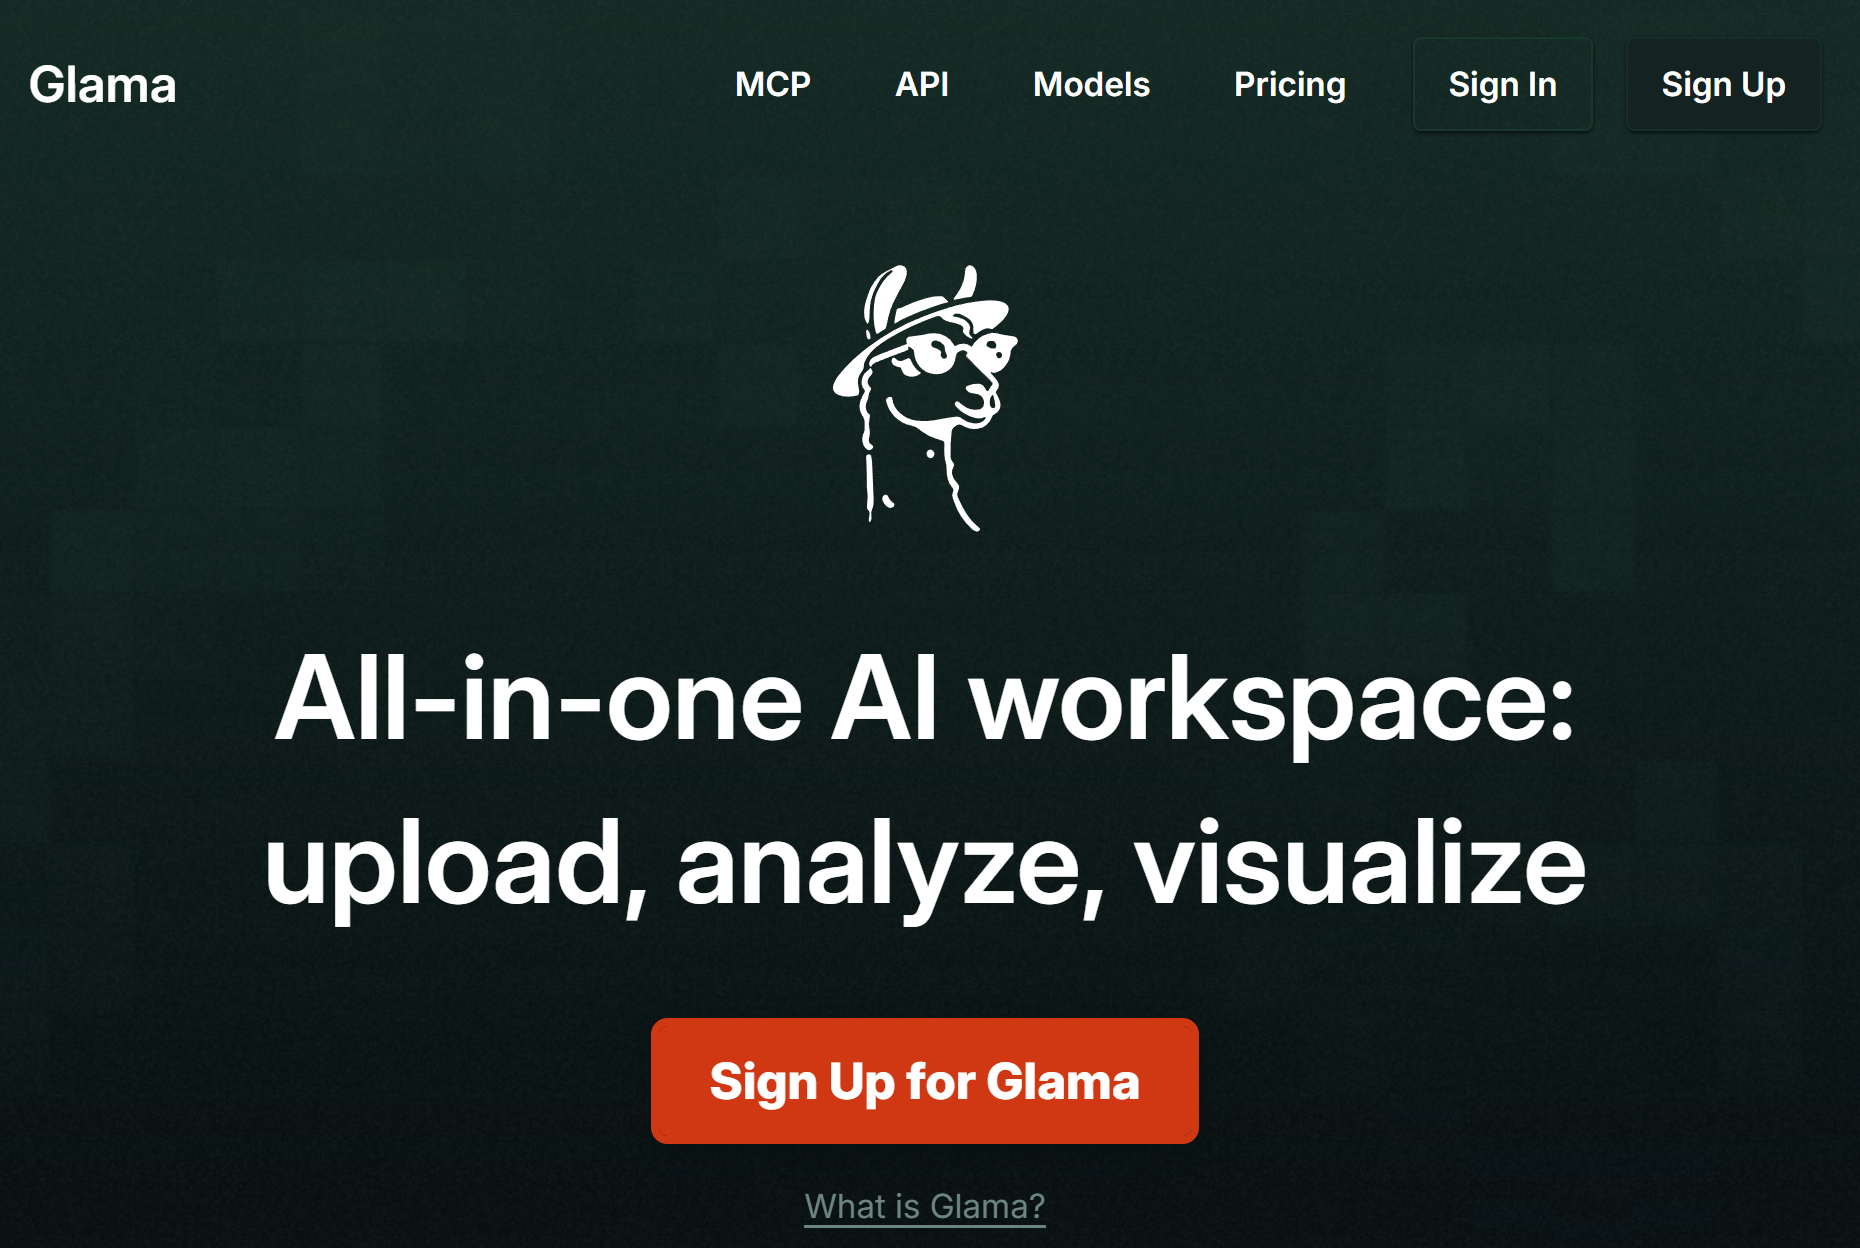 Glama
MCP
API
Models
Pricing
Sign In
Sign Up
All-in-one AI workspace:
upload, analyze, visualize
Sign Up for Glama
What is Glama?